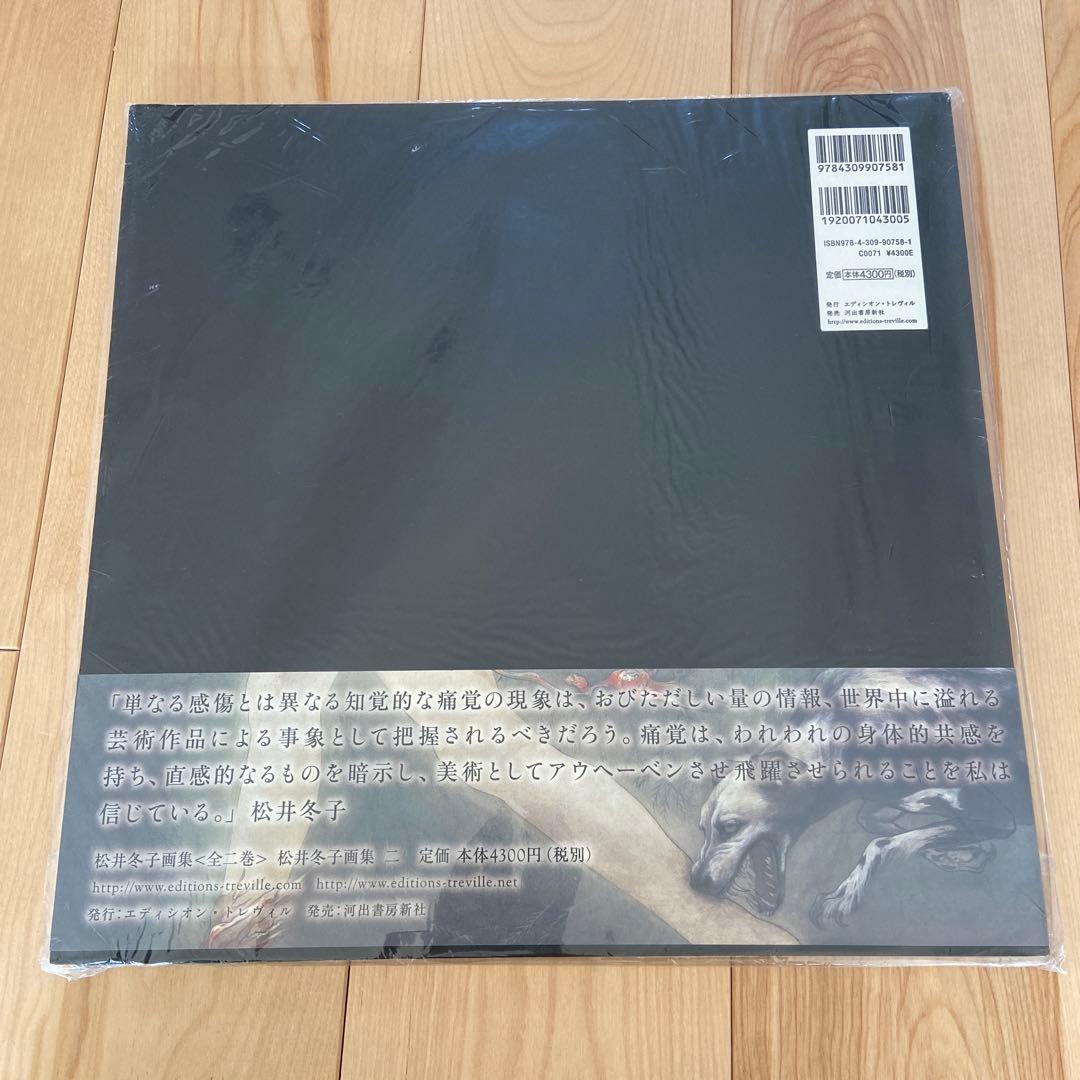 9784309907581
1920071043005
ISBN978-4-309-90758-1
C0071 ¥4300E
定価 本体4300円 (税別)
発行 エディシオン・トレヴィル
発売 河出書房新社
http://www.editions-treville.com
「単なる感傷とは異なる知覚的な痛覚の現象は、おびただしい量の情報、世界中に溢れる
芸術作品による事象として把握されるべきだろう。痛覚は、われわれの身体的共感を
持ち、直感的なるものを暗示し、美術としてアウヘーベンさせ飛躍させられることを私は
信じている。」 松井冬子
松井冬子画集<全二巻> 松井冬子画集 二 定価 本体4300円(税別)
http://www.editions-treville.com http://www.editions-treville.net
発行:エディシオン・トレヴィル 発売:河出書房新社